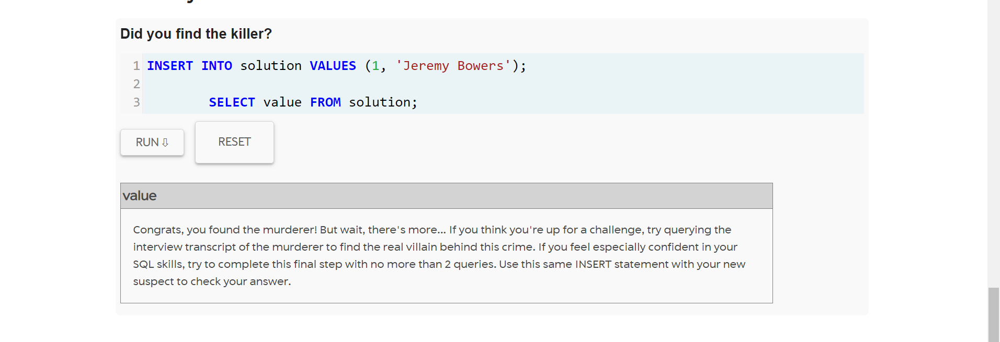 Did you find the killer?
1 INSERT INTO solution VALUES (1, 'Jeremy Bowers');
2
3 SELECT value FROM solution;
RUN ⇩ RESET
value
Congrats, you found the murderer! But wait, there's more... If you think you're up for a challenge, try querying the
interview transcript of the murderer to find the real villain behind this crime. If you feel especially confident in your
SQL skills, try to complete this final step with no more than 2 queries. Use this same INSERT statement with your new
suspect to check your answer.